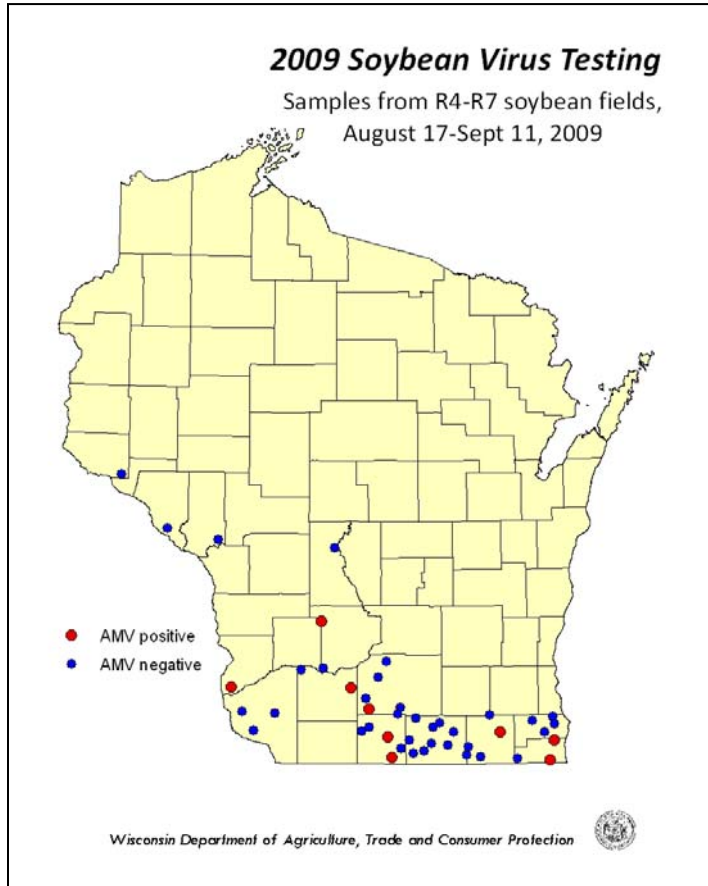 2009 Soybean Virus Testing
Samples from R4-R7 soybean fields,
August 17-Sept 11, 2009
AMV positive
AMV negative
Wisconsin Department of Agriculture, Trade and Consumer Protection